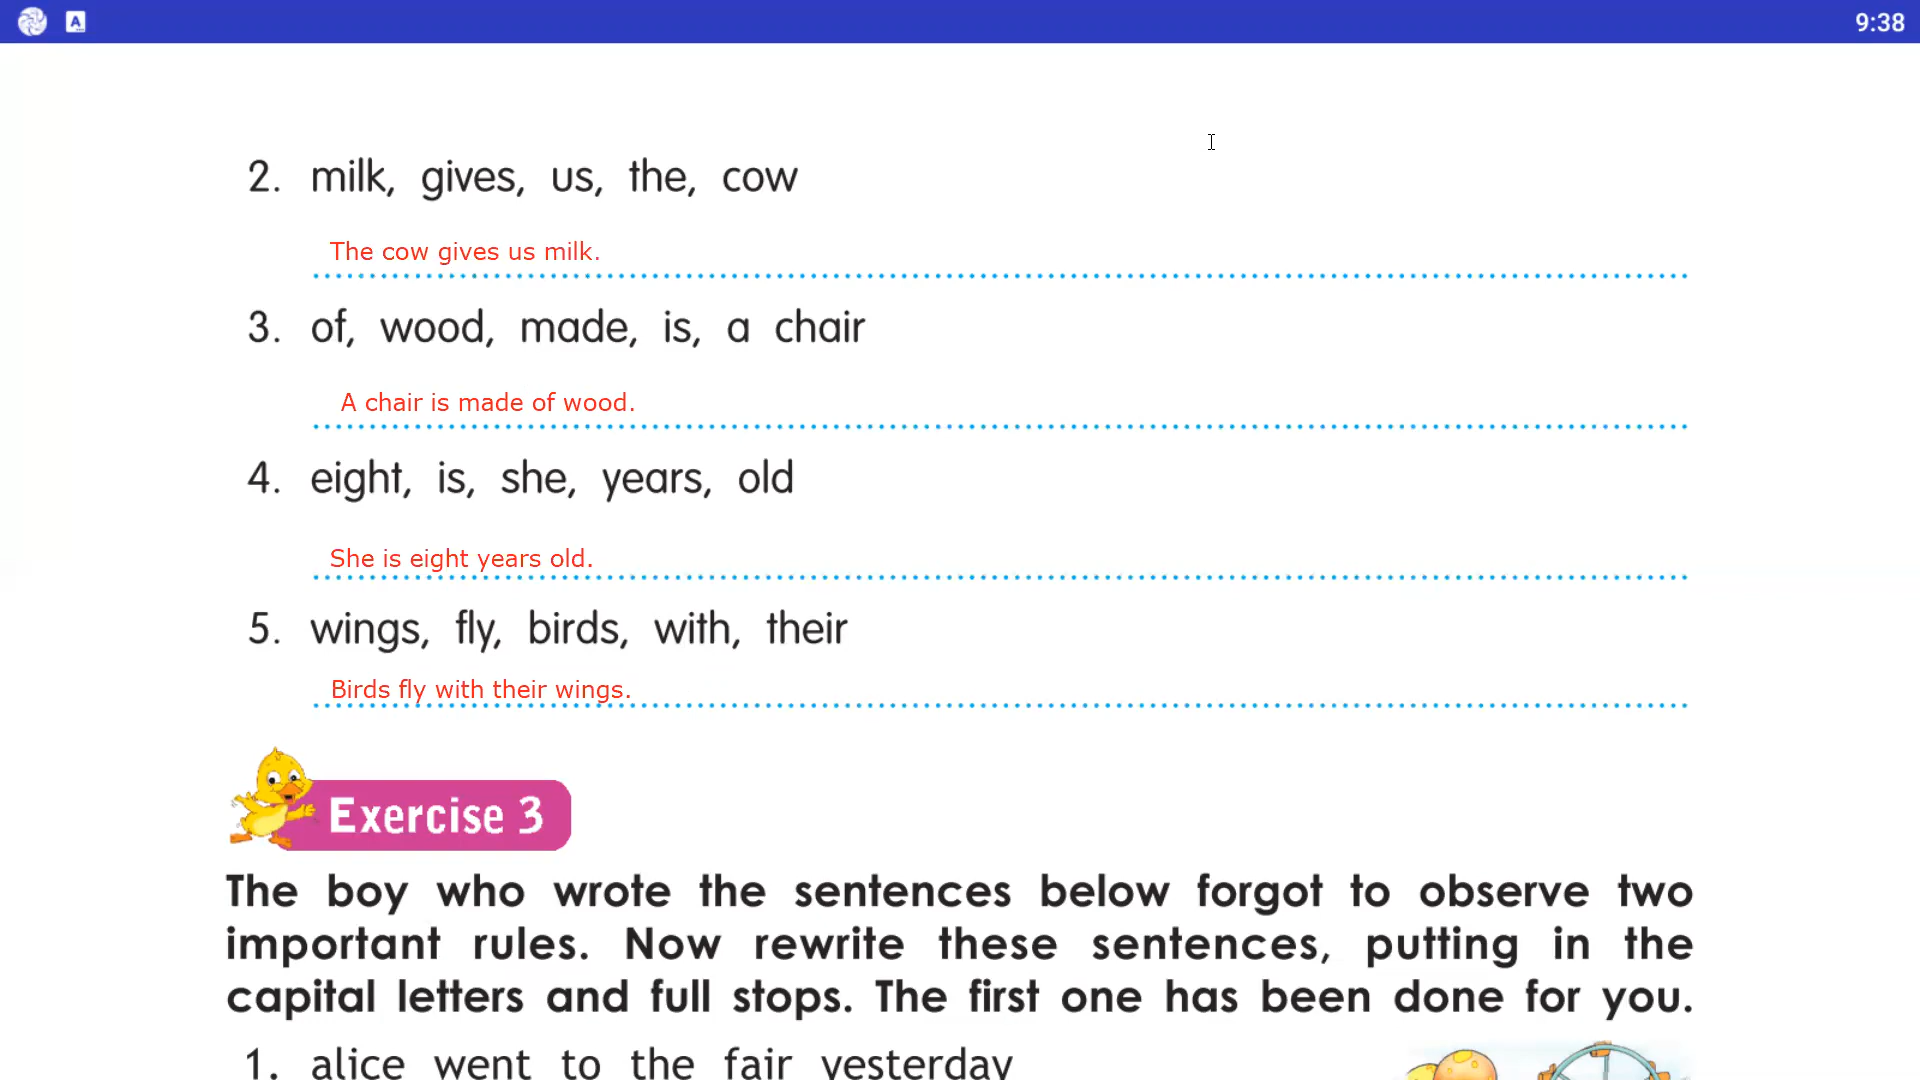 A
9:38
2. milk, gives, us, the, cow
The cow gives us milk.
3. of, wood, made, is, a chair
A chair is made of wood.
4. eight, is, she, years, old
She is eight years old.
5. wings, fly, birds, with, their
Birds fly with their wings.
Exercise 3
The boy who wrote the sentences below forgot to observe two
important rules. Now rewrite these sentences, putting in the
capital letters and full stops. The first one has been done for you.
1. alice went to the fair yesterday